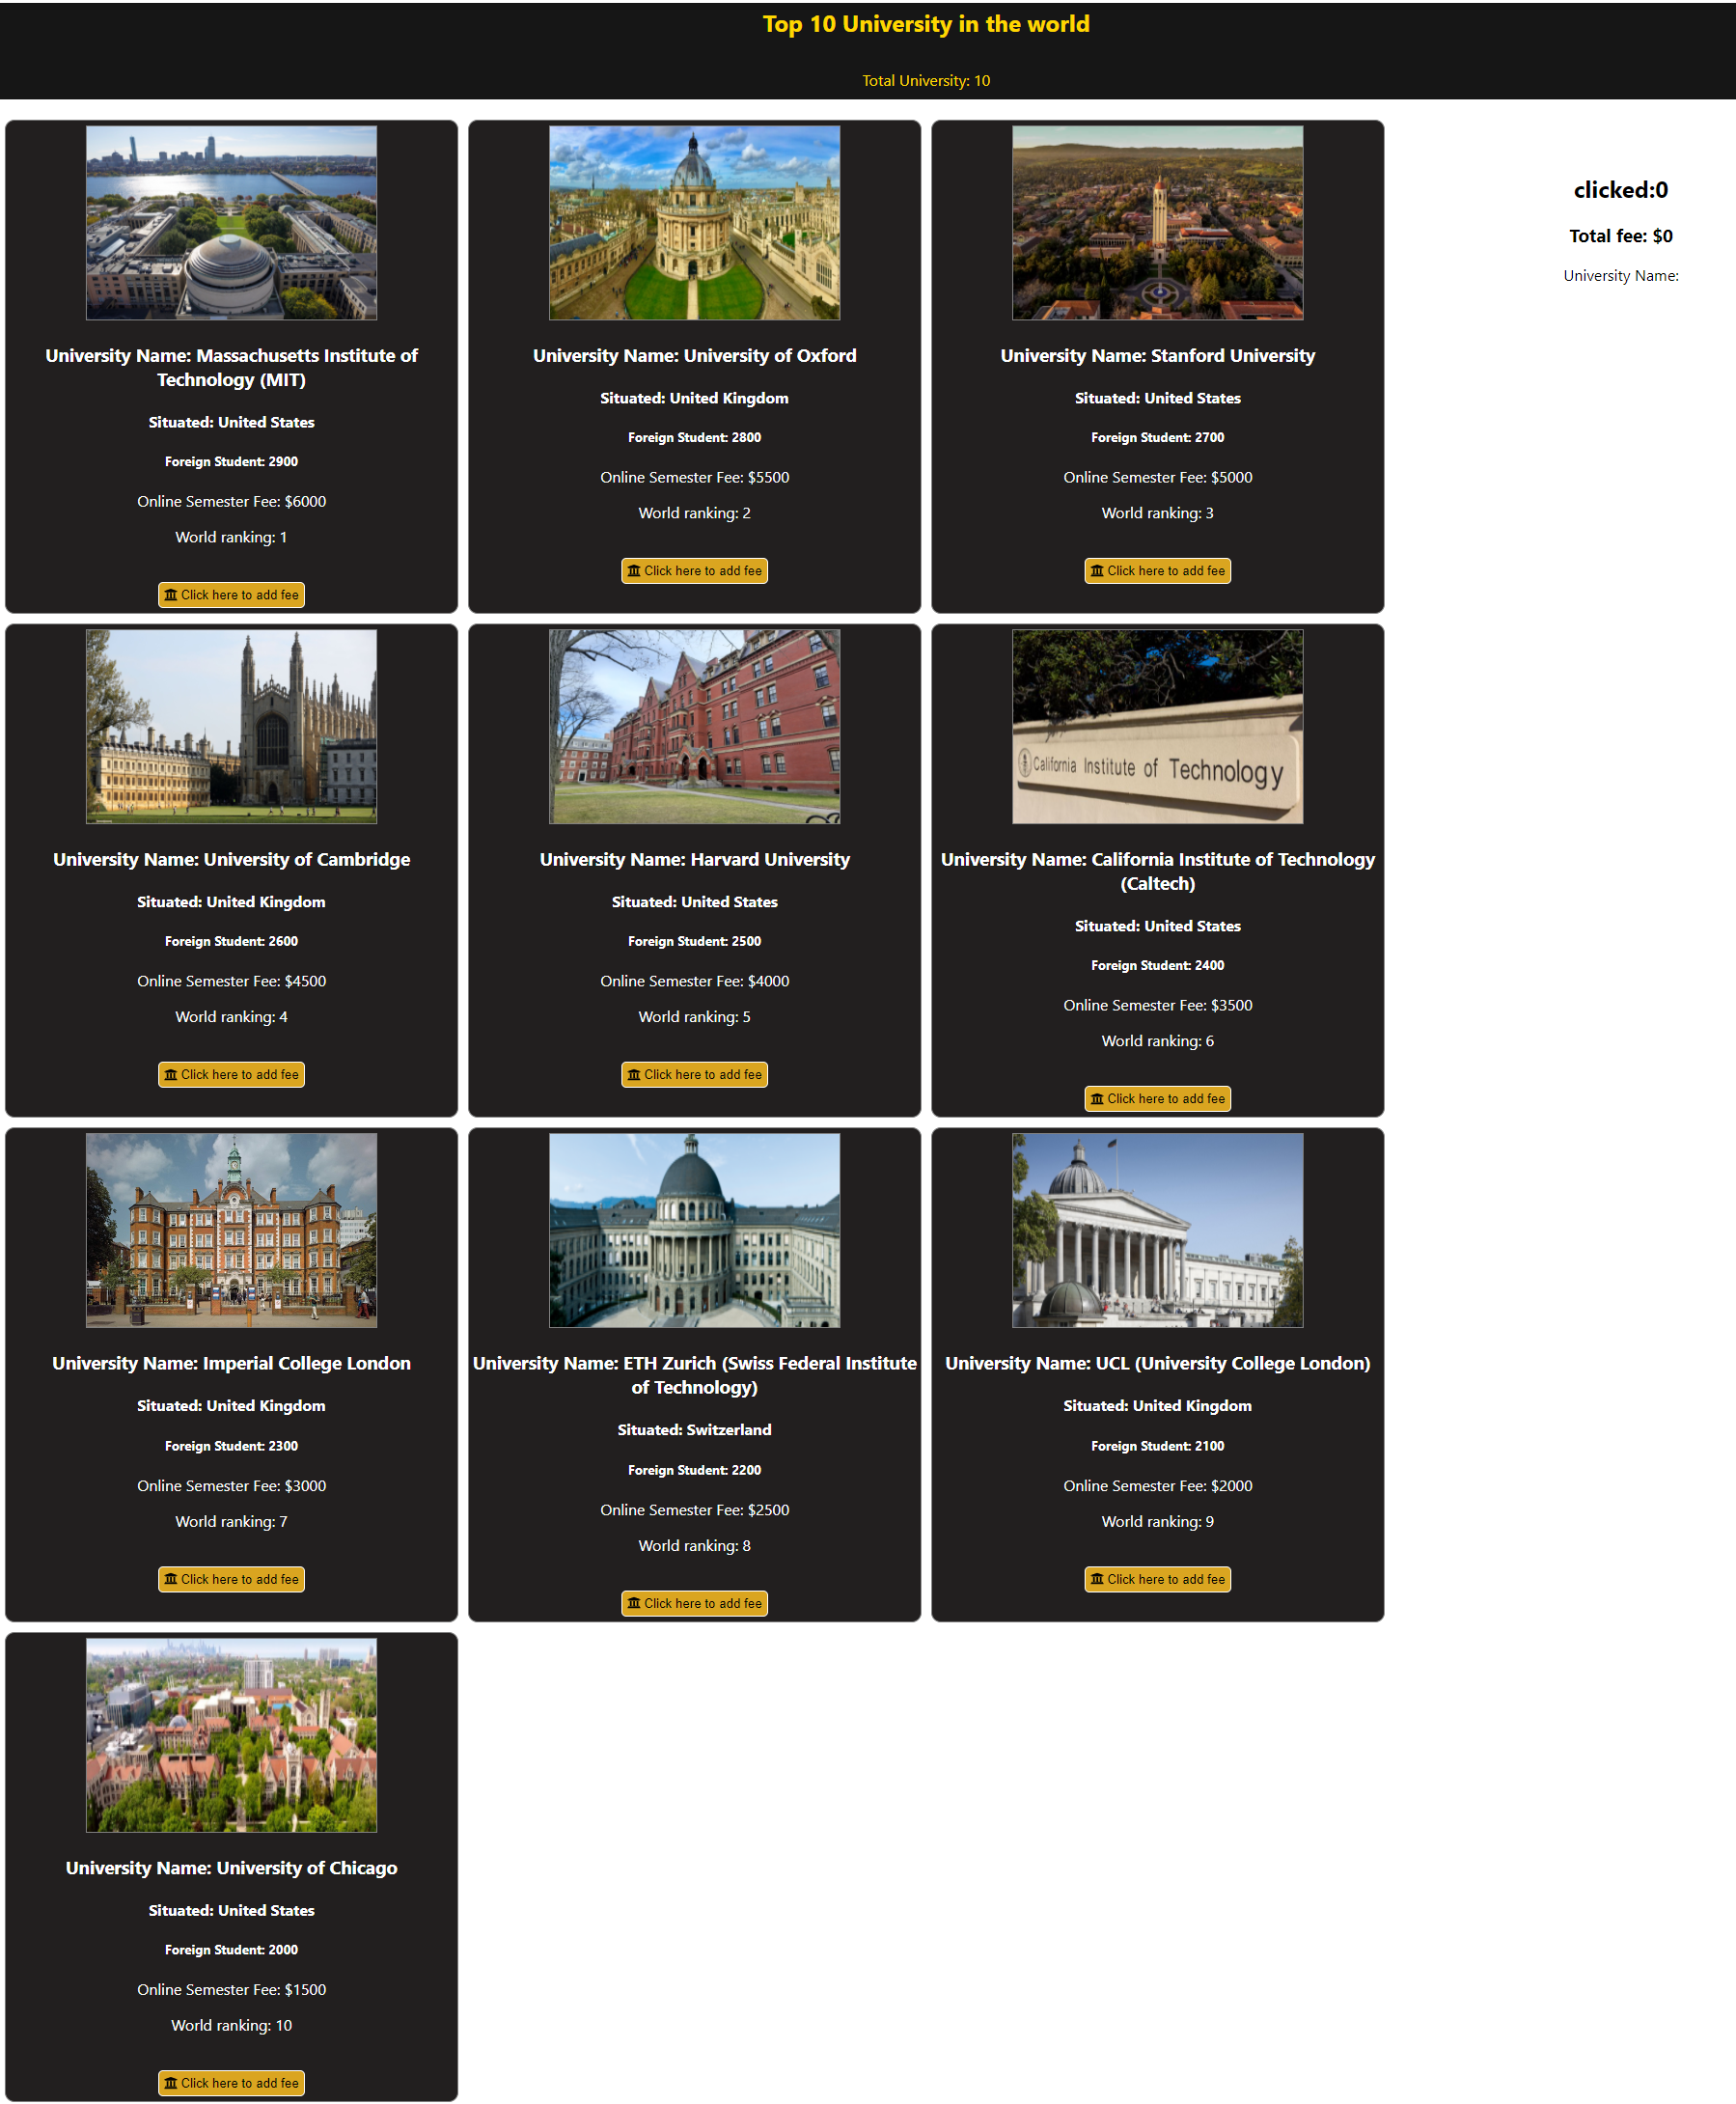 Top 10 University in the world
Total University: 10
University Name: Massachusetts Institute of
Technology (MIT)
Situated: United States
Foreign Student: 2900
Online Semester Fee: $6000
World ranking: 1
Click here to add fee
University Name: University of Oxford
Situated: United Kingdom
Foreign Student: 2800
Online Semester Fee: $5500
World ranking: 2
Click here to add fee
University Name: Stanford University
Situated: United States
Foreign Student: 2700
Online Semester Fee: $5000
World ranking: 3
Click here to add fee
clicked:0
Total fee: $0
University Name:
University Name: University of Cambridge
Situated: United Kingdom
Foreign Student: 2600
Online Semester Fee: $4500
World ranking: 4
Click here to add fee
University Name: Harvard University
Situated: United States
Foreign Student: 2500
Online Semester Fee: $4000
World ranking: 5
Click here to add fee
California Institute of Technology
University Name: California Institute of Technology
(Caltech)
Situated: United States
Foreign Student: 2400
Online Semester Fee: $3500
World ranking: 6
Click here to add fee
University Name: Imperial College London
Situated: United Kingdom
Foreign Student: 2300
Online Semester Fee: $3000
World ranking: 7
Click here to add fee
University Name: ETH Zurich (Swiss Federal Institute
of Technology)
Situated: Switzerland
Foreign Student: 2200
Online Semester Fee: $2500
World ranking: 8
Click here to add fee
University Name: UCL (University College London)
Situated: United Kingdom
Foreign Student: 2100
Online Semester Fee: $2000
World ranking: 9
Click here to add fee
University Name: University of Chicago
Situated: United States
Foreign Student: 2000
Online Semester Fee: $1500
World ranking: 10
Click here to add fee